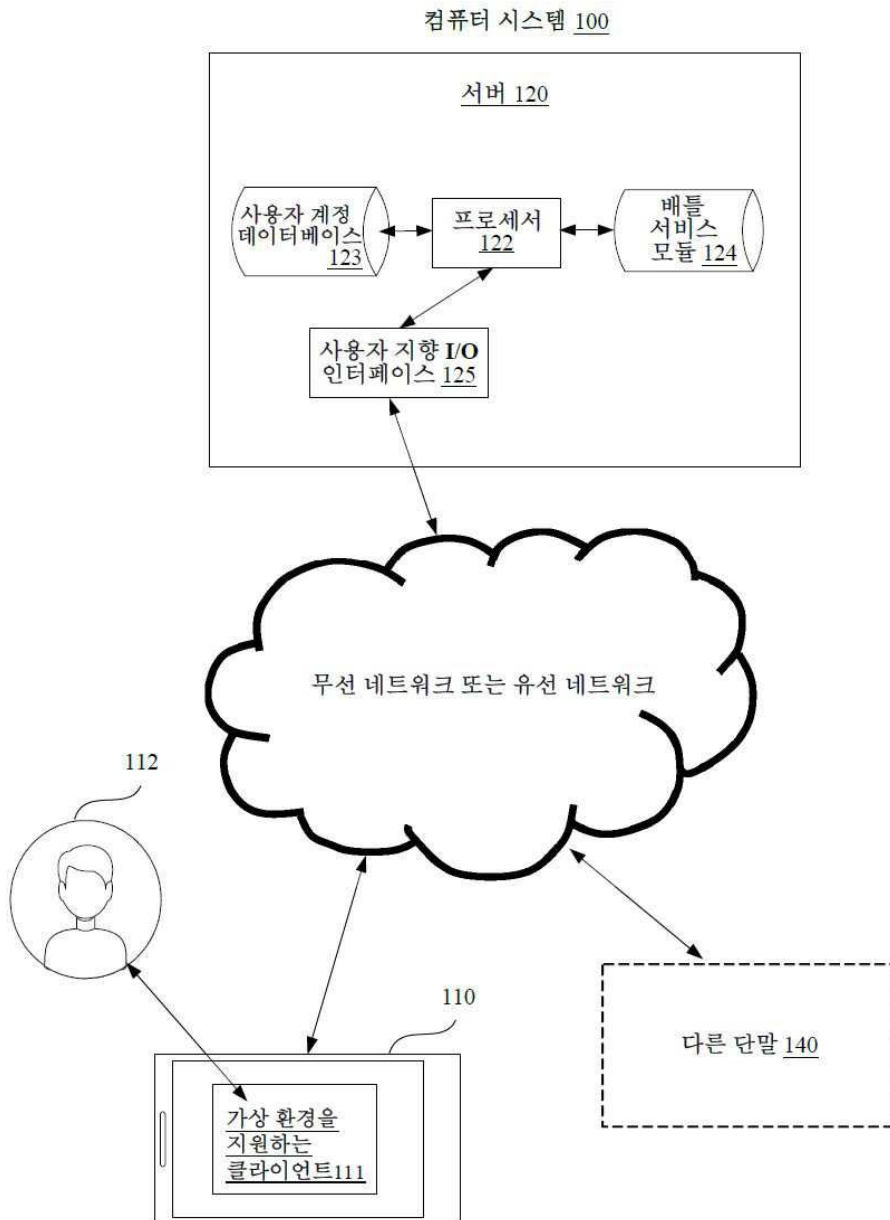 컴퓨터 시스템 100
서버 120
사용자 계정
데이터베이스
123
프로세서
122
배틀
서비스
모듈 124
사용자 지향 I/O
인터페이스 125
무선 네트워크 또는 유선 네트워크
112
110
다른 단말 140
가상 환경을
지원하는
클라이언트111